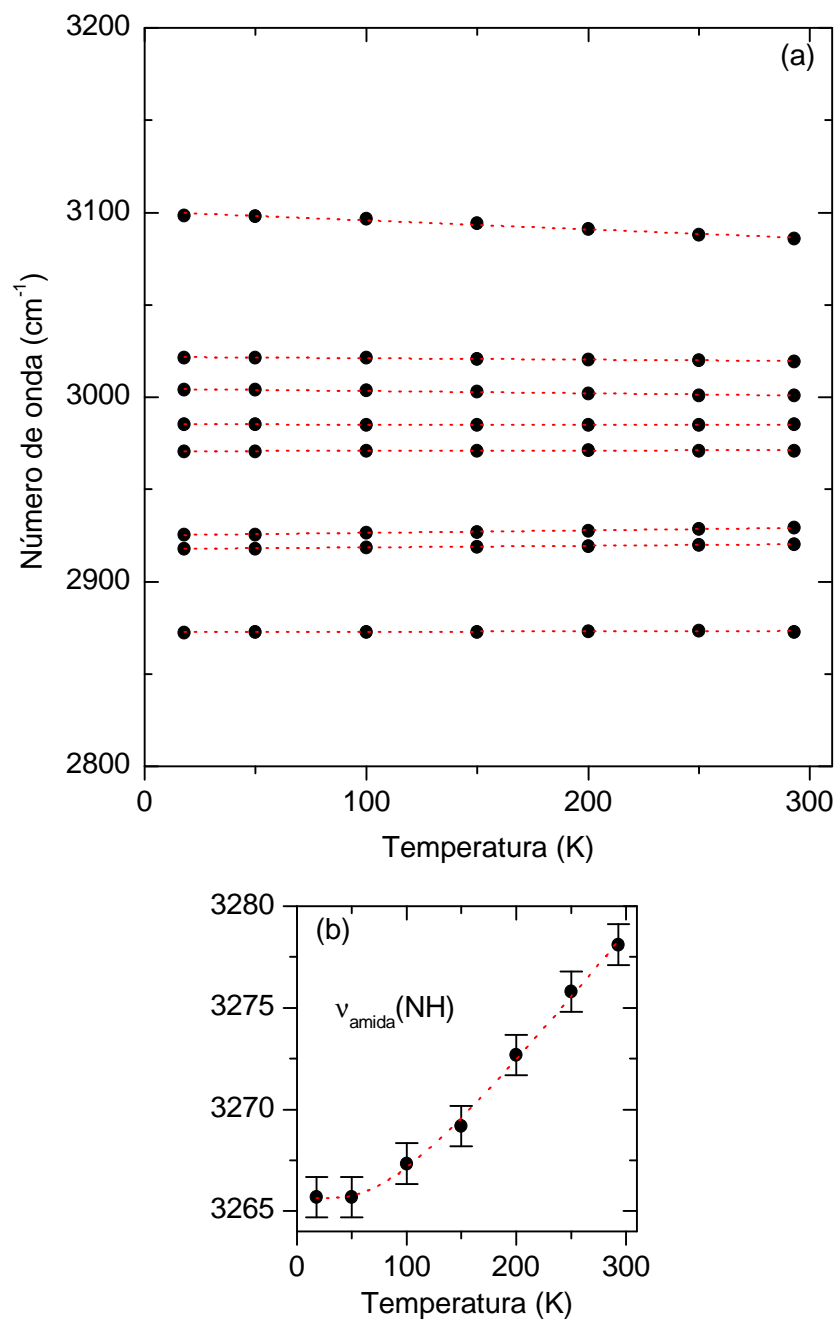 3200
(a)
3100
3000
2900
2800
Número de onda (cm⁻¹)
0 100 200 300
Temperatura (K)
3280
(b)
3275
ν_amida(NH)
3270
3265
0 100 200 300
Temperatura (K)